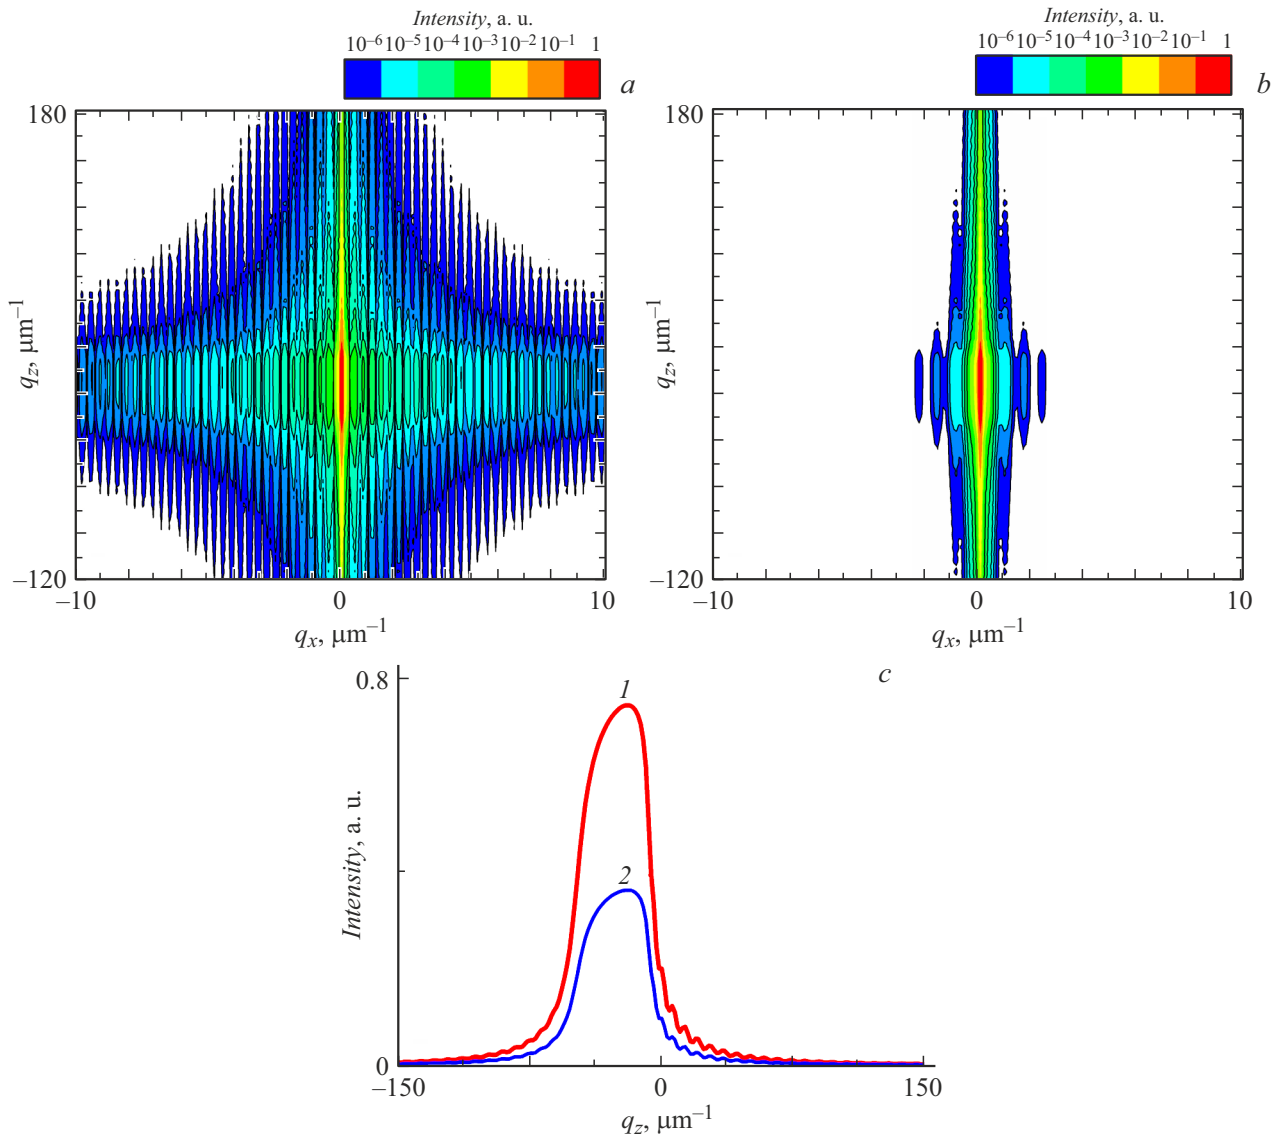 Intensity, a. u.
10⁻⁶ 10⁻⁵ 10⁻⁴ 10⁻³ 10⁻² 10⁻¹ 1
a
180
q_z, μm⁻¹
−120
−10 0 10
q_x, μm⁻¹
Intensity, a. u.
10⁻⁶ 10⁻⁵ 10⁻⁴ 10⁻³ 10⁻² 10⁻¹ 1
b
180
q_z, μm⁻¹
−120
−10 0 10
q_x, μm⁻¹
c
0.8
1
2
Intensity, a. u.
0
−150 0 150
q_z, μm⁻¹